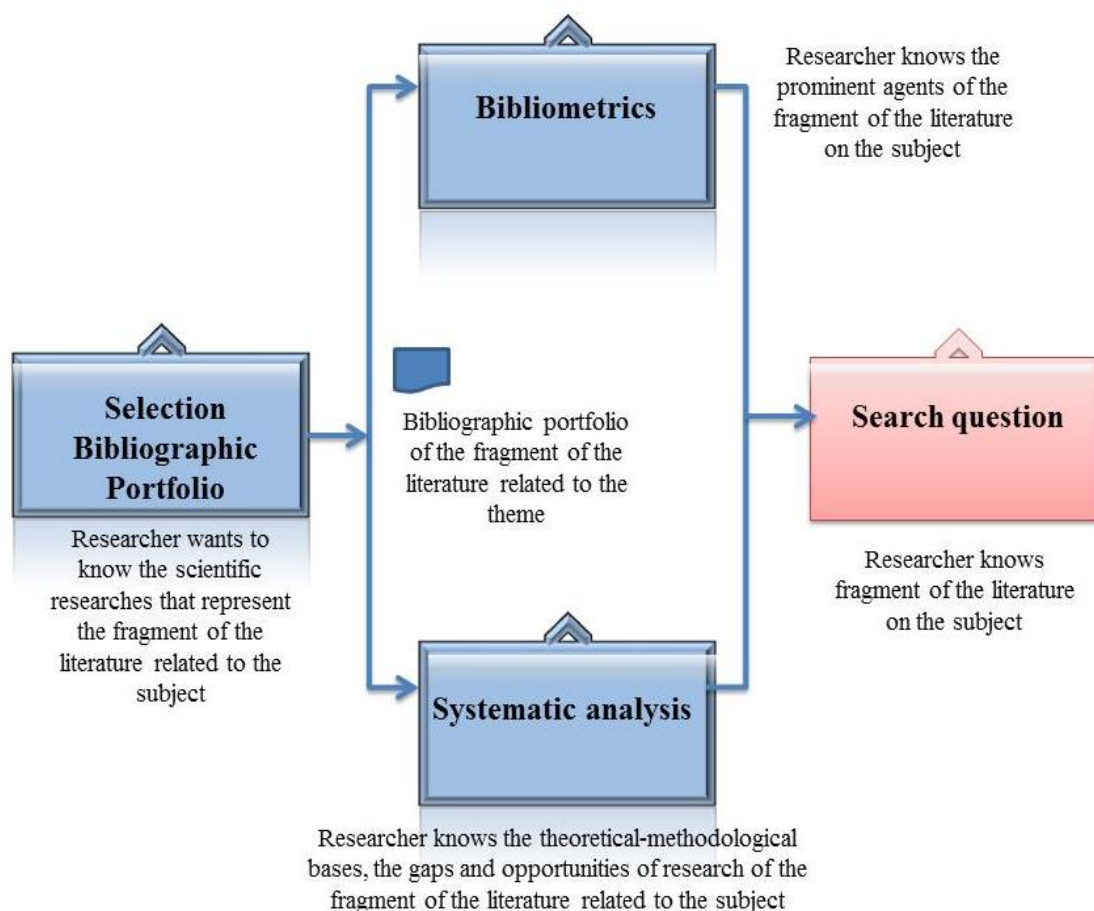 Bibliometrics
Researcher knows the
prominent agents of the
fragment of the literature
on the subject
Selection
Bibliographic
Portfolio
Researcher wants to
know the scientific
researches that represent
the fragment of the
literature related to the
subject
Bibliographic portfolio
of the fragment of the
literature related to the
theme
Search question
Researcher knows
fragment of the literature
on the subject
Systematic analysis
Researcher knows the theoretical-methodological
bases, the gaps and opportunities of research of the
fragment of the literature related to the subject